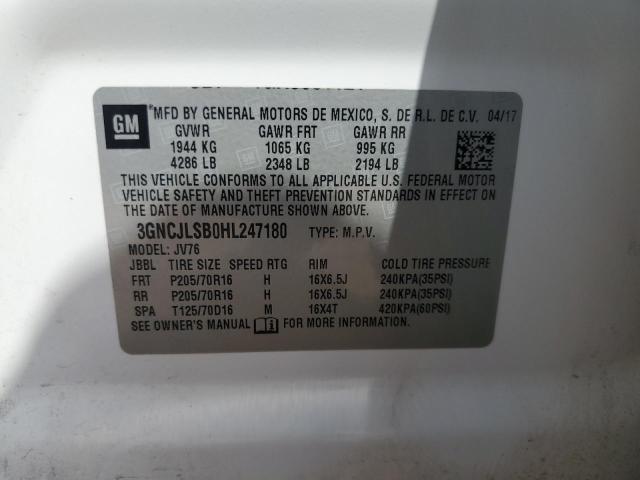 GM
*MFD BY GENERAL MOTORS DE MEXICO, S. DE R.L. DE C.V. 04/17
GVWR GAWR FRT GAWR RR
1944 KG 1065 KG 995 KG
4286 LB 2348 LB 2194 LB
THIS VEHICLE CONFORMS TO ALL APPLICABLE U.S. FEDERAL MOTOR
VEHICLE SAFETY AND THEFT PREVENTION STANDARDS IN EFFECT ON
THE DATE OF MANUFACTURE SHOWN ABOVE.
3GNCJLSB0HL247180 TYPE: M.P.V.
MODEL: JV76
JBBL TIRE SIZE SPEED RTG RIM COLD TIRE PRESSURE
FRT P205/70R16 H 16X6.5J 240KPA(35PSI)
RR P205/70R16 H 16X6.5J 240KPA(35PSI)
SPA T125/70D16 M 16X4T 420KPA(60PSI)
SEE OWNER'S MANUAL FOR MORE INFORMATION.